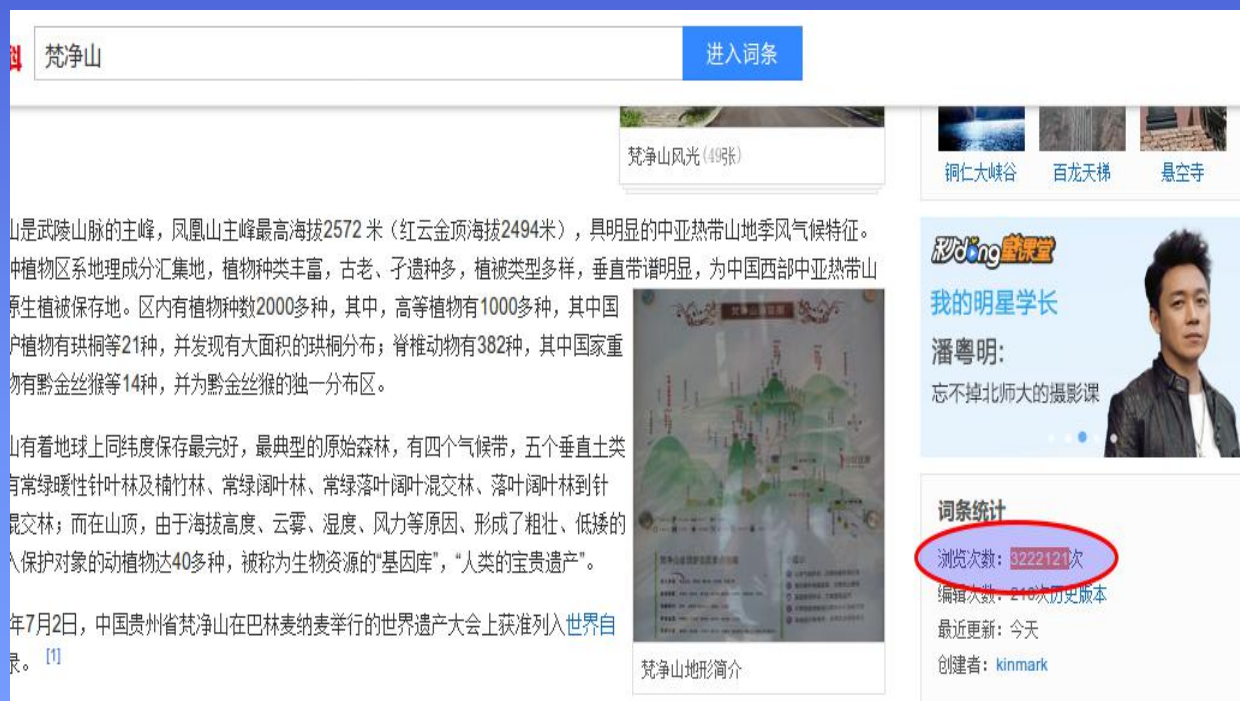 科
梵净山
进入词条
梵净山风光(49张)
铜仁大峡谷
百龙天梯
悬空寺
山是武陵山脉的主峰，凤凰山主峰最高海拔2572 米（红云金顶海拔2494米），具明显的中亚热带山地季风气候特征。
种植物区系地理成分汇集地，植物种类丰富，古老、孑遗种多，植被类型多样，垂直带谱明显，为中国西部中亚热带山
原生植被保存地。区内有植物种数2000多种，其中，高等植物有1000多种，其中国
护植物有珙桐等21种，并发现有大面积的珙桐分布；脊椎动物有382种，其中国家重
物有黔金丝猴等14种，并为黔金丝猴的独一分布区。
山有着地球上同纬度保存最完好，最典型的原始森林，有四个气候带，五个垂直土类
有常绿暖性针叶林及楠竹林、常绿阔叶林、常绿落叶阔叶混交林、落叶阔叶林到针
混交林；而在山顶，由于海拔高度、云雾、湿度、风力等原因、形成了粗壮、低矮的
入保护对象的动植物达40多种，被称为生物资源的“基因库”，“人类的宝贵遗产”。
年7月2日，中国贵州省梵净山在巴林麦纳麦举行的世界遗产大会上获准列入世界自
录。 [1]
梵净山地形简介
秒dong星课堂
我的明星学长
潘粤明:
忘不掉北师大的摄影课
词条统计
浏览次数：3222121次
编辑次数：216次历史版本
最近更新：今天
创建者：kinmark